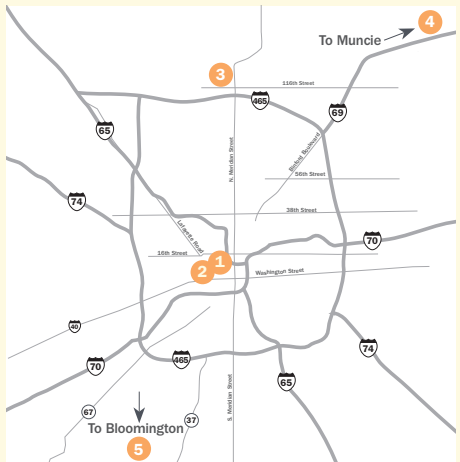 4
To Muncie
3
116th Street
465
69
65
N. Meridian Street
Binford Boulevard
56th Street
74
38th Street
Lafayette Road
70
16th Street
1
2
Washington Street
40
70
465
74
65
S. Meridian Street
67
37
To Bloomington
5